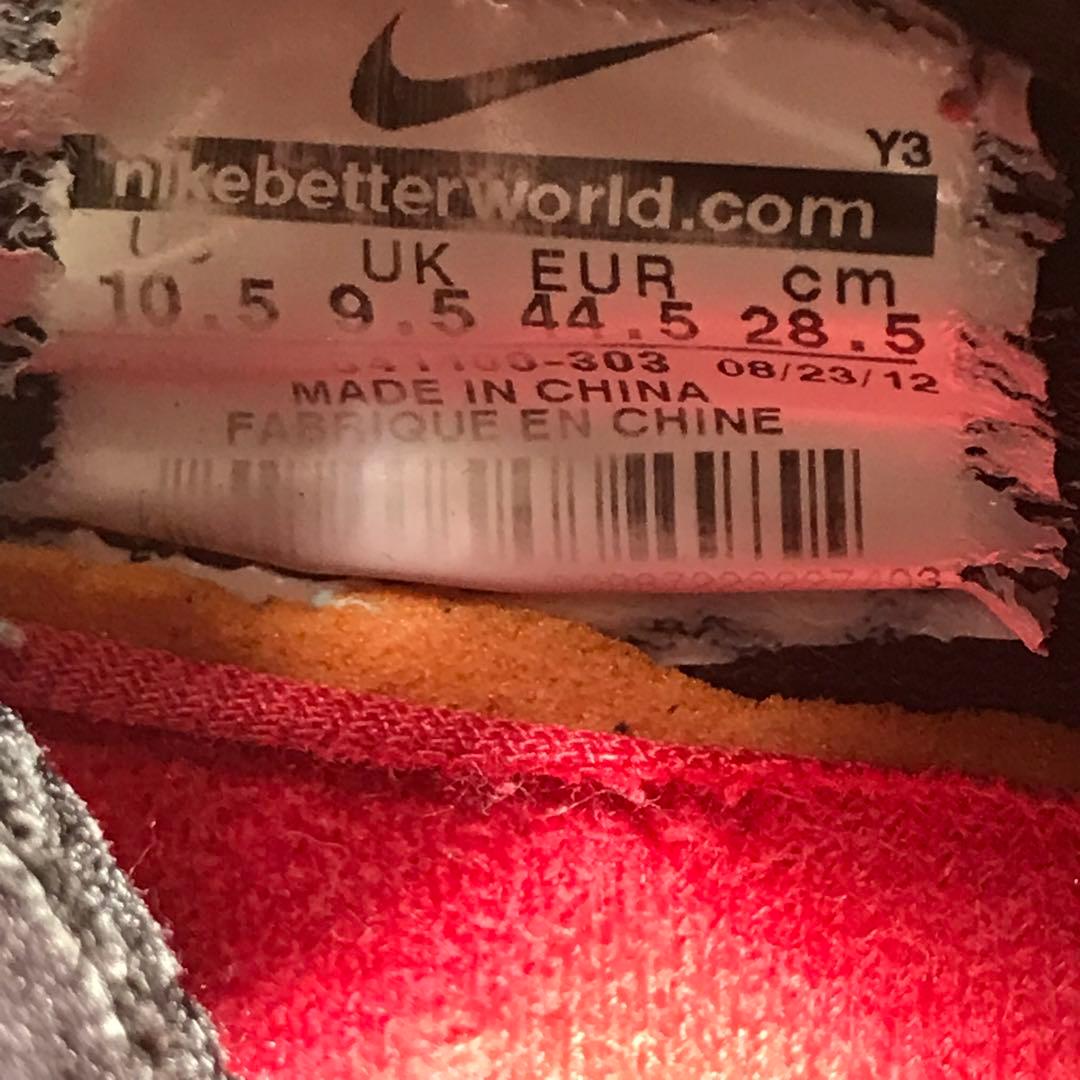 Y3
nikebetterworld.com
UK EUR cm
10.5 9.5 44.5 28.5
-303 08/23/12
MADE IN CHINA
FABRIQUE EN CHINE